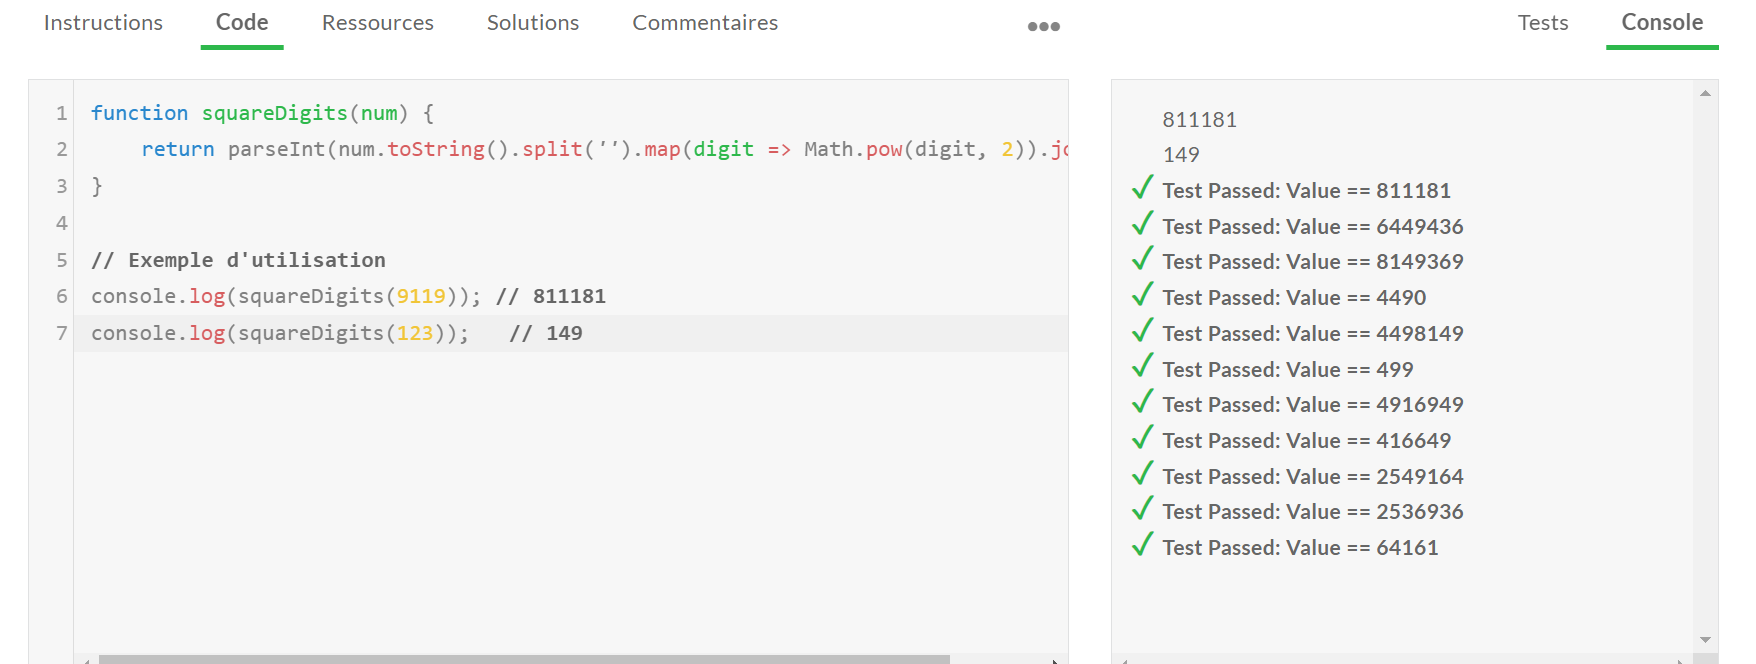 Instructions Code Ressources Solutions Commentaires ••• Tests Console
1 function squareDigits(num) {
2 return parseInt(num.toString().split('').map(digit => Math.pow(digit, 2)).jo
3 }
4
5 // Exemple d'utilisation
6 console.log(squareDigits(9119)); // 811181
7 console.log(squareDigits(123)); // 149
811181
149
✓ Test Passed: Value == 811181
✓ Test Passed: Value == 6449436
✓ Test Passed: Value == 8149369
✓ Test Passed: Value == 4490
✓ Test Passed: Value == 4498149
✓ Test Passed: Value == 499
✓ Test Passed: Value == 4916949
✓ Test Passed: Value == 416649
✓ Test Passed: Value == 2549164
✓ Test Passed: Value == 2536936
✓ Test Passed: Value == 64161